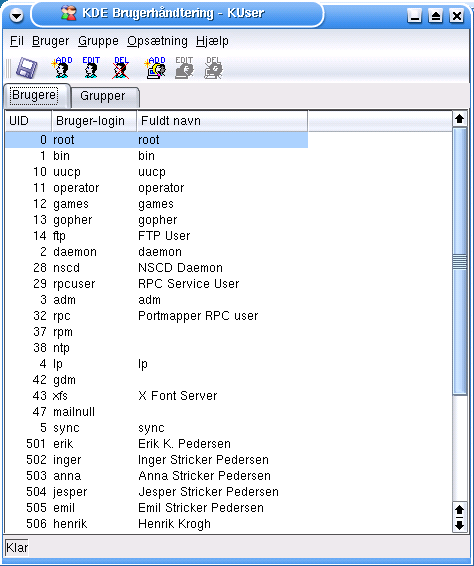 KDE Brugerhåndtering - KUser
Fil Bruger Gruppe Opsætning Hjælp
ADD EDIT DEL ADD EDIT DEL
Brugere Grupper
UID Bruger-login Fuldt navn
0 root root
1 bin bin
10 uucp uucp
11 operator operator
12 games games
13 gopher gopher
14 ftp FTP User
2 daemon daemon
28 nscd NSCD Daemon
29 rpcuser RPC Service User
3 adm adm
32 rpc Portmapper RPC user
37 rpm
38 ntp
4 lp lp
42 gdm
43 xfs X Font Server
47 mailnull
5 sync sync
501 erik Erik K. Pedersen
502 inger Inger Stricker Pedersen
503 anna Anna Stricker Pedersen
504 jesper Jesper Stricker Pedersen
505 emil Emil Stricker Pedersen
506 henrik Henrik Krogh
Klar